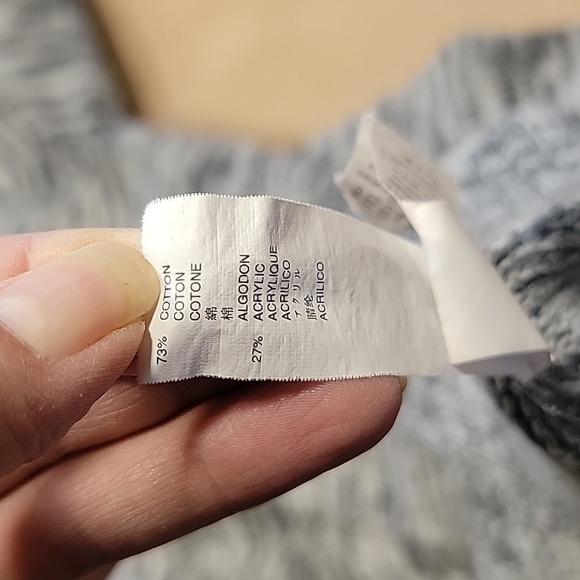 73% COTTON
COTON
COTONE
綿
棉
ALGODON
27% ACRYLIC
ACRYLIQUE
ACRILICO
アクリル
腈纶
ACRILICO